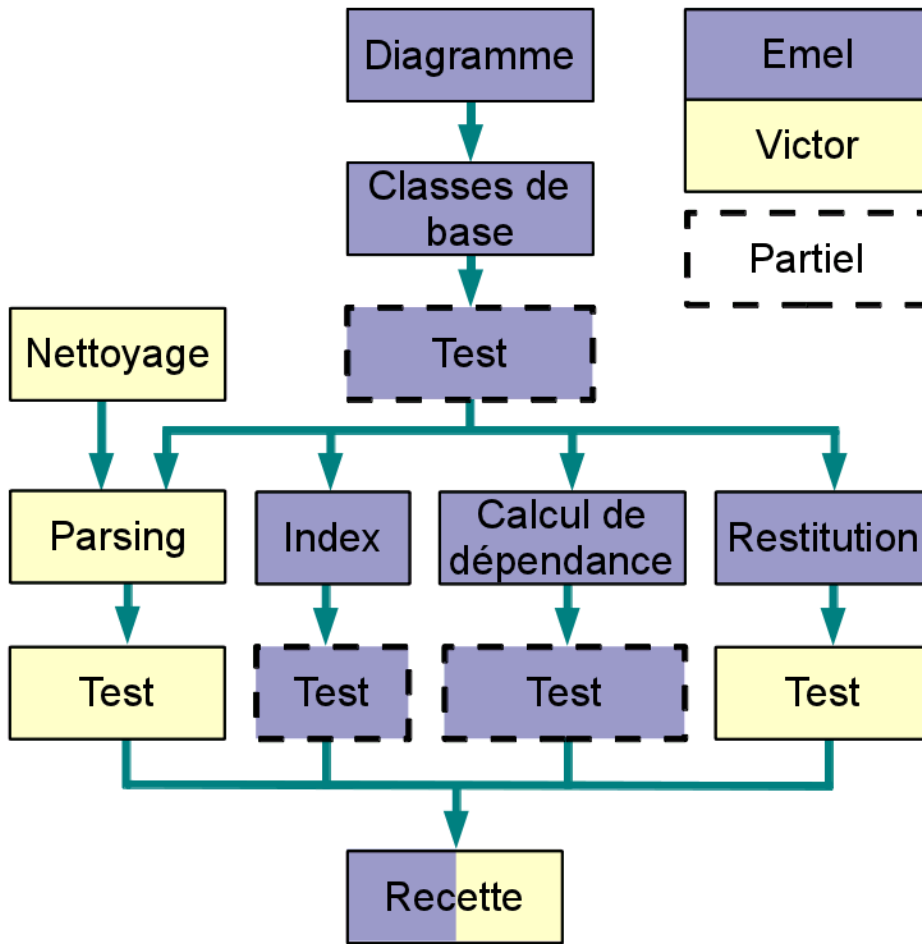 Diagramme
Emel
Victor
Classes de
base
Partiel
Nettoyage
Test
Parsing
Index
Calcul de
dépendance
Restitution
Test
Test
Test
Test
Recette